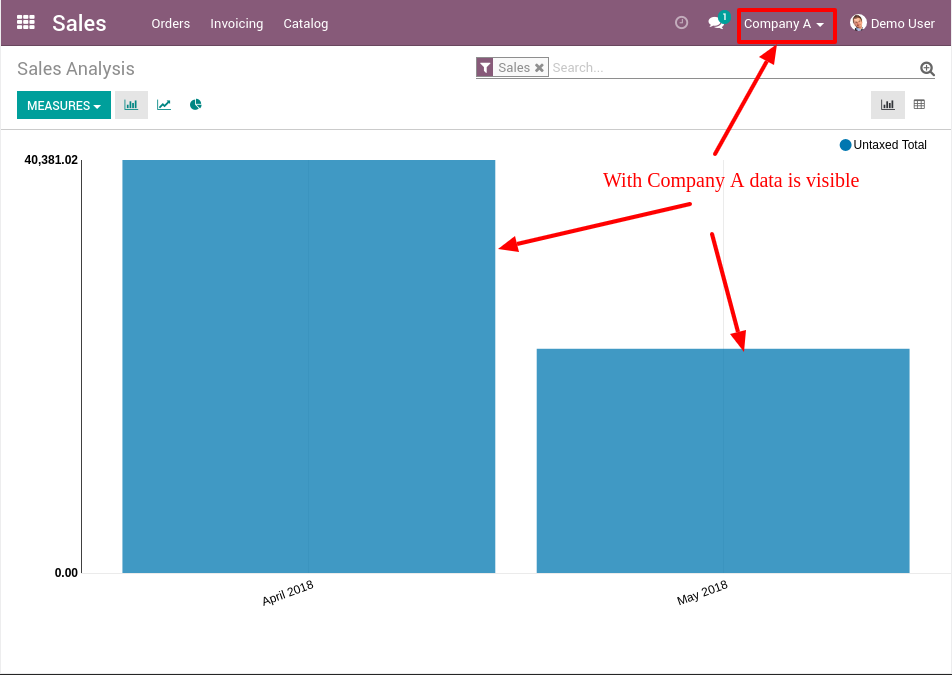 Sales Orders Invoicing Catalog 1 Company A Demo User
Sales Analysis Sales Search...
MEASURES
Untaxed Total
40,381.02
With Company A data is visible
0.00
April 2018 May 2018